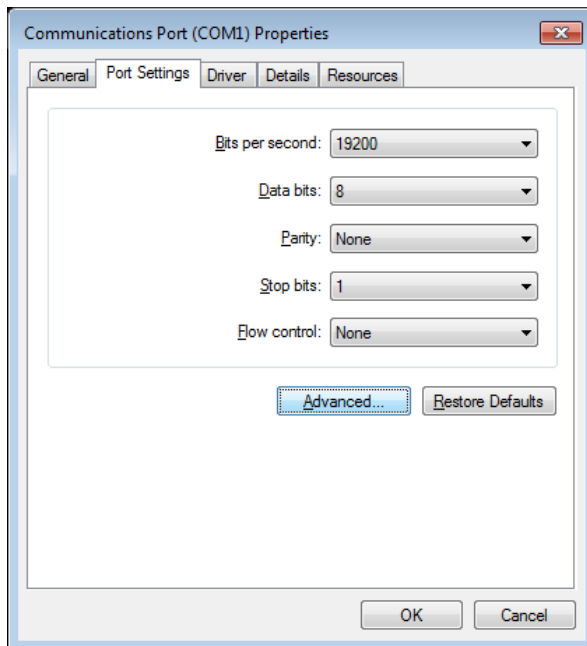 Communications Port (COM1) Properties
General Port Settings Driver Details Resources
Bits per second: 19200
Data bits: 8
Parity: None
Stop bits: 1
Flow control: None
Advanced... Restore Defaults
OK Cancel